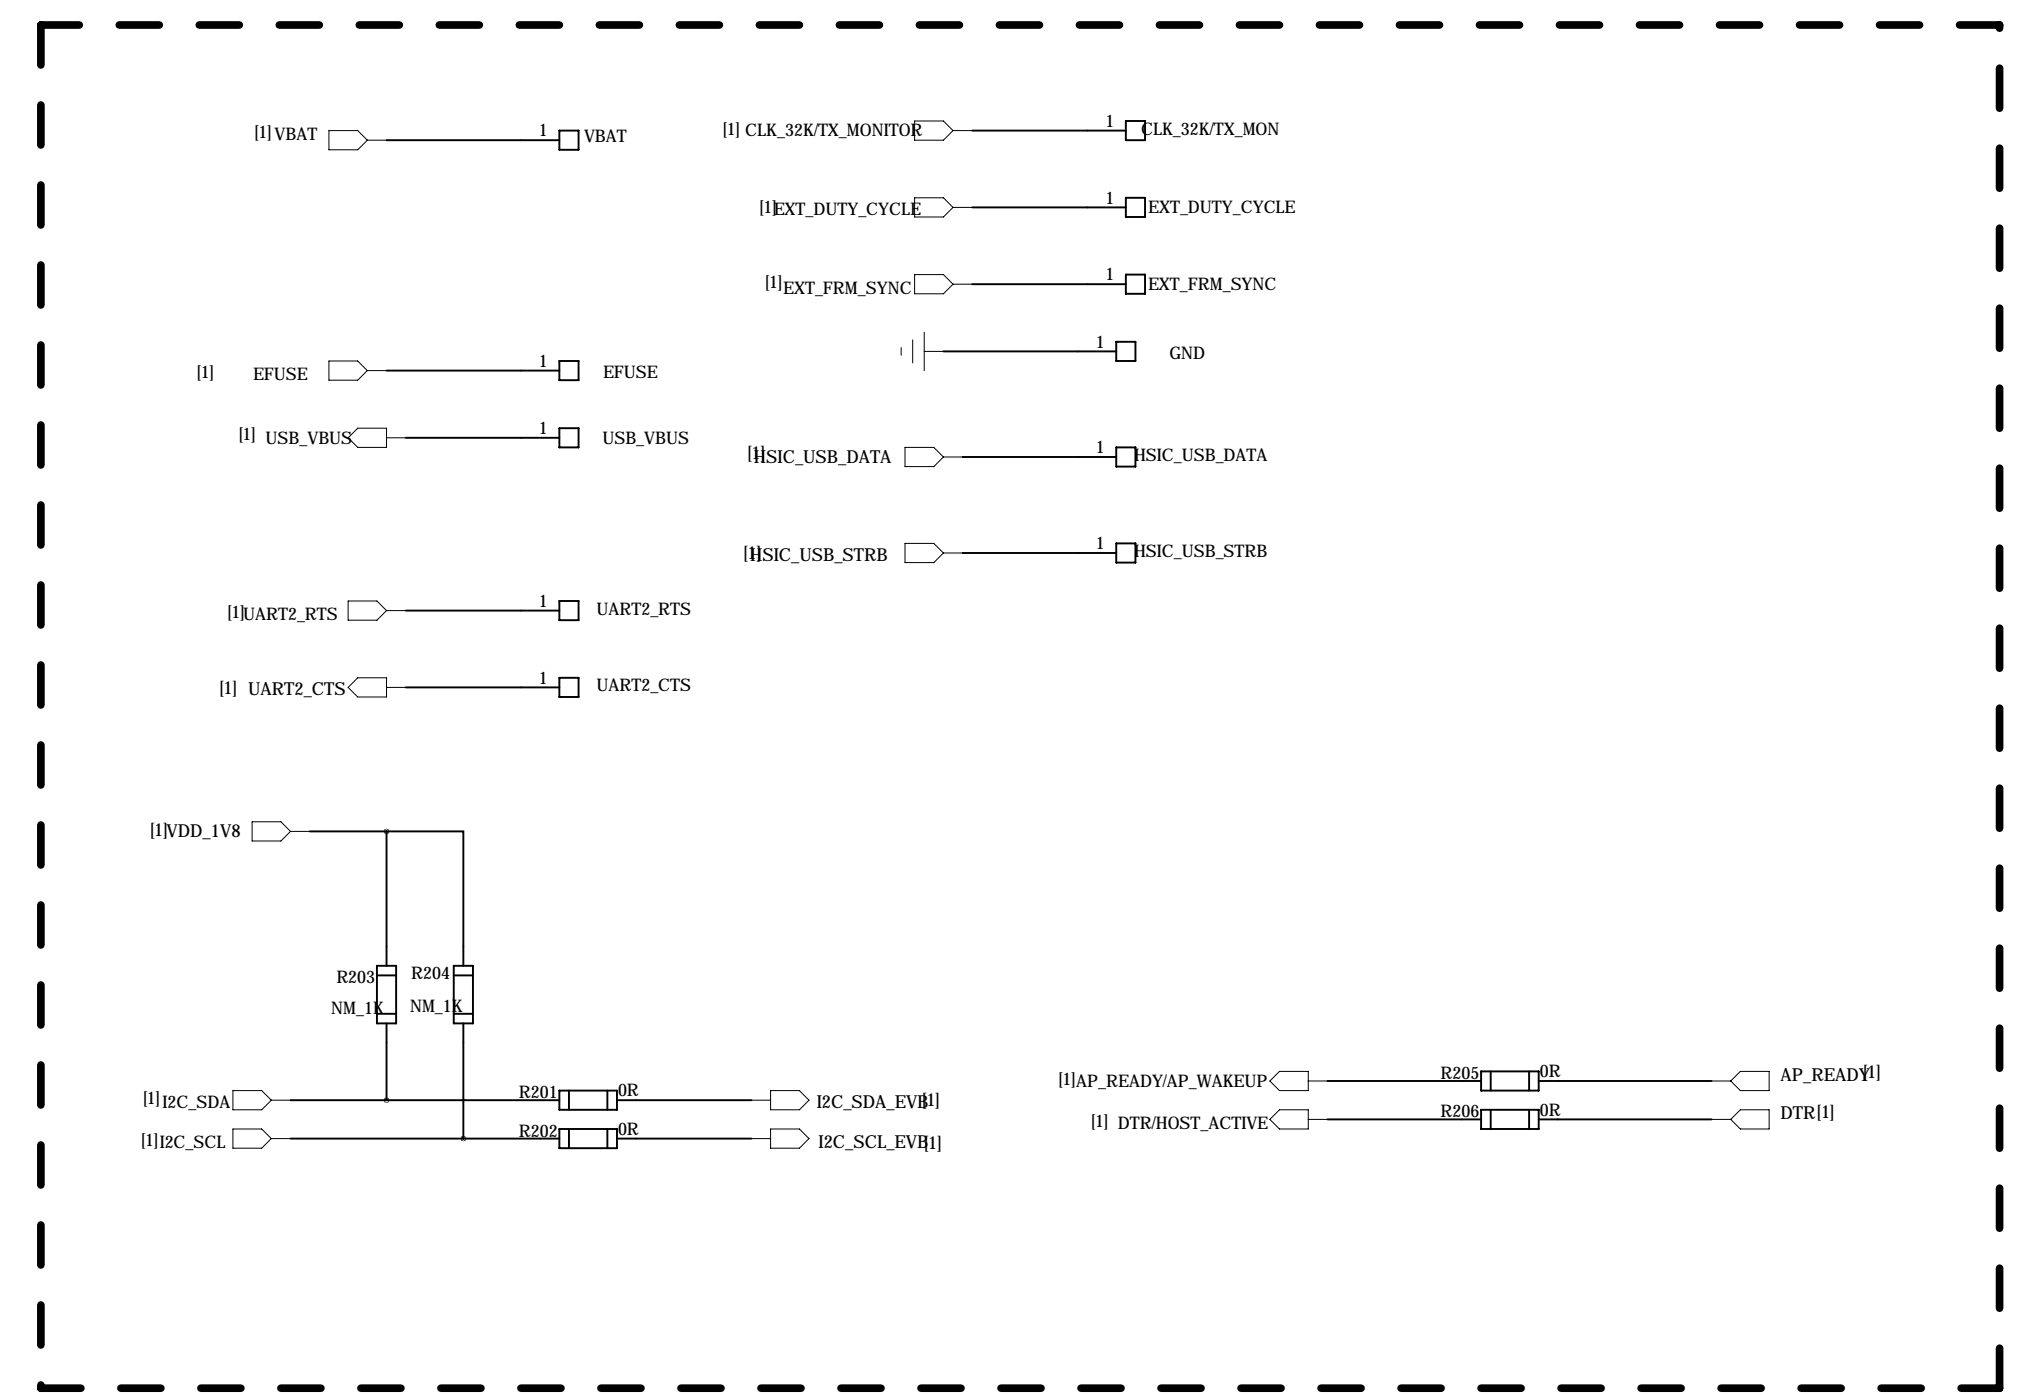 [1] VBAT 1 VBAT
[1] CLK_32K/TX_MONITOR 1 CLK_32K/TX_MON
[1]EXT_DUTY_CYCLE 1 EXT_DUTY_CYCLE
[1]EXT_FRM_SYNC 1 EXT_FRM_SYNC
1 GND
[1] EFUSE 1 EFUSE
[1] USB_VBUS 1 USB_VBUS
[1]HSIC_USB_DATA 1 HSIC_USB_DATA
[1]HSIC_USB_STRB 1 HSIC_USB_STRB
[1]UART2_RTS 1 UART2_RTS
[1] UART2_CTS 1 UART2_CTS
[1]VDD_1V8
R203 R204
NM_1K NM_1K
[1]I2C_SDA R201 0R I2C_SDA_EVB[1]
[1]I2C_SCL R202 0R I2C_SCL_EVB[1]
[1]AP_READY/AP_WAKEUP R205 0R AP_READY[1]
[1] DTR/HOST_ACTIVE R206 0R DTR[1]